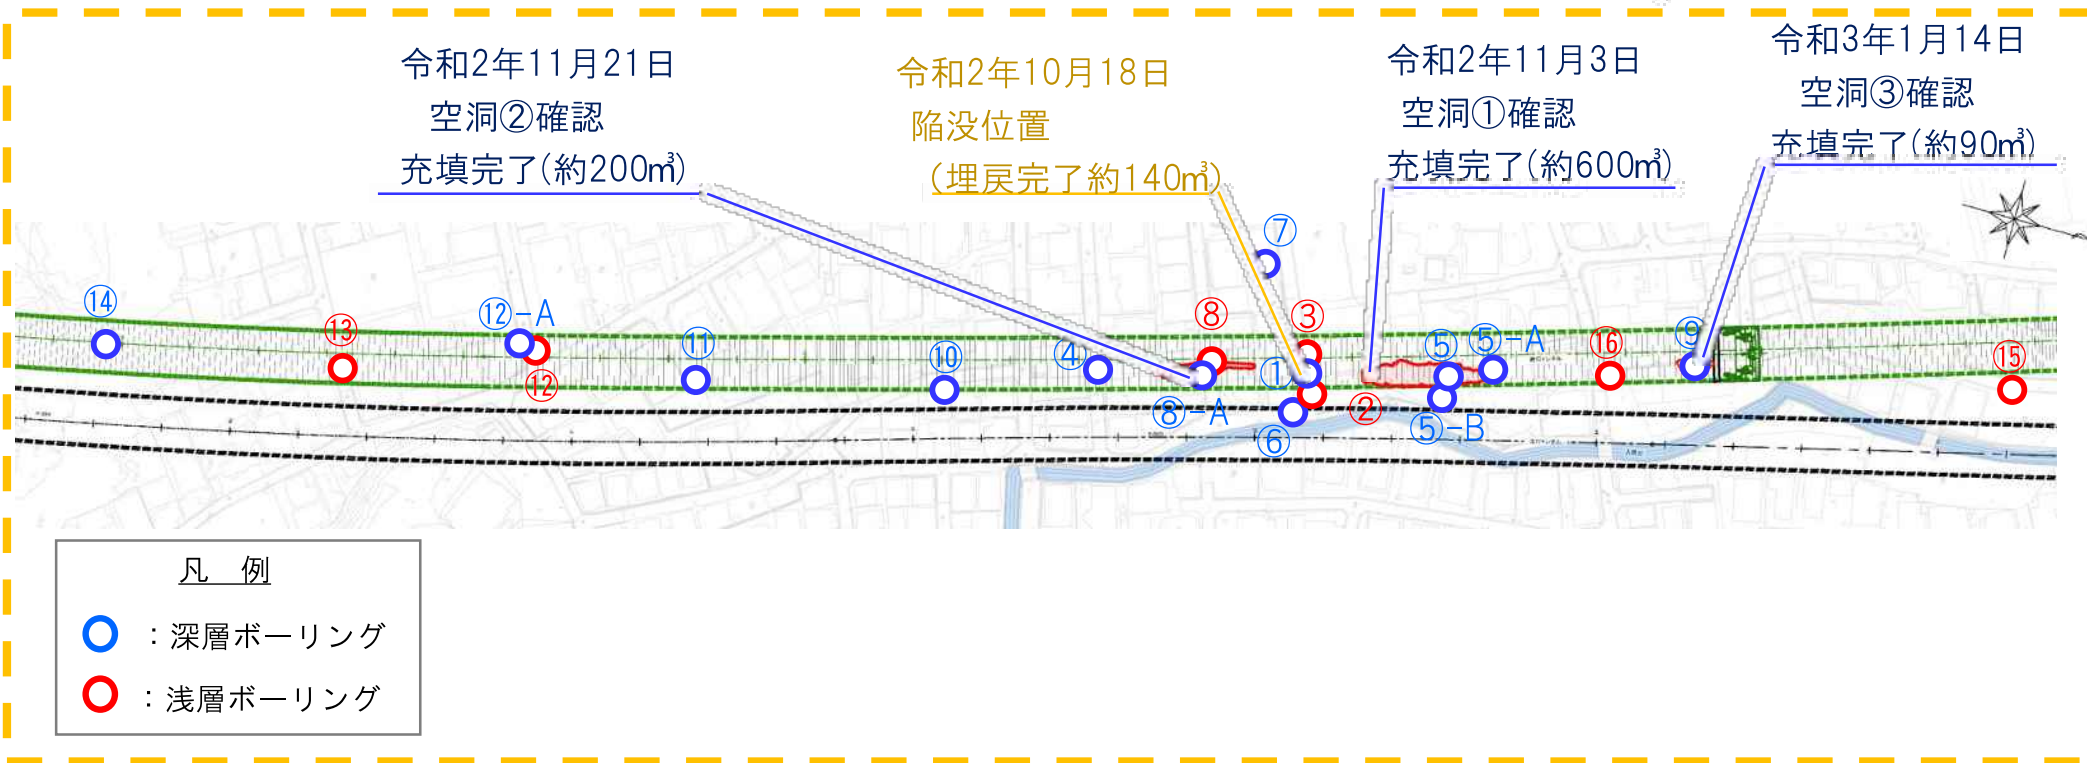 令和2年11月21日
空洞②確認
充填完了(約200㎥)
令和2年10月18日
陥没位置
(埋戻完了約140㎥)
令和2年11月3日
空洞①確認
充填完了(約600㎥)
令和3年1月14日
空洞③確認
充填完了(約90㎥)
⑦
⑭
⑬
⑫-A
⑫
⑪
⑩
④
⑧
⑧-A
③
①
⑥
②
⑤
⑤-A
⑤-B
⑯
⑨
⑮
凡 例
:深層ボーリング
:浅層ボーリング